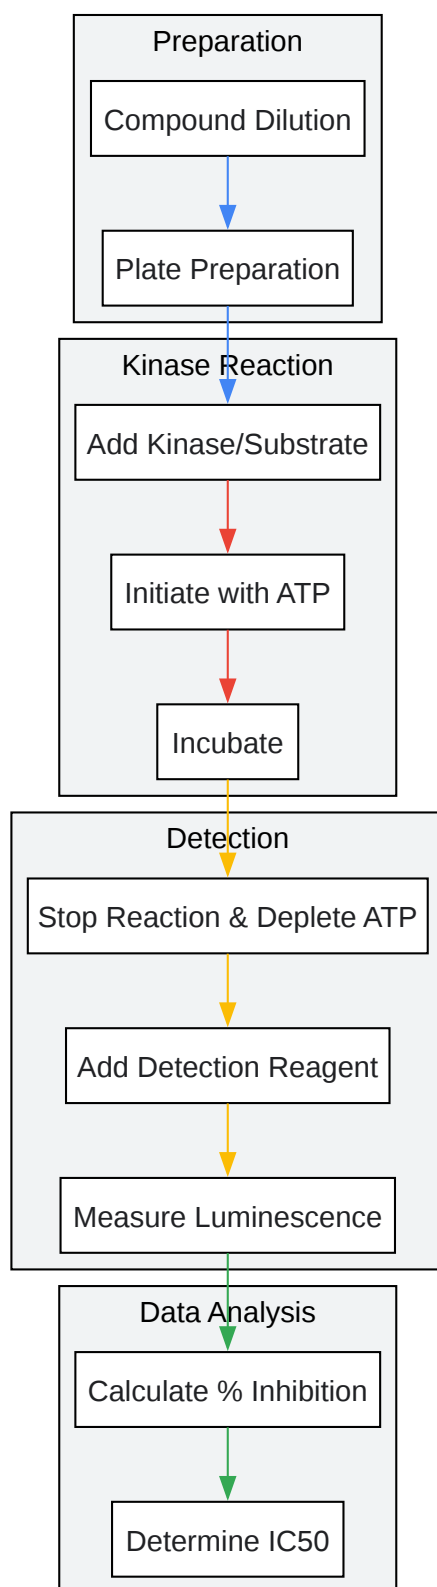 Preparation
Compound Dilution
Plate Preparation
Kinase Reaction
Add Kinase/Substrate
Initiate with ATP
Incubate
Detection
Stop Reaction & Deplete ATP
Add Detection Reagent
Measure Luminescence
Data Analysis
Calculate % Inhibition
Determine IC50